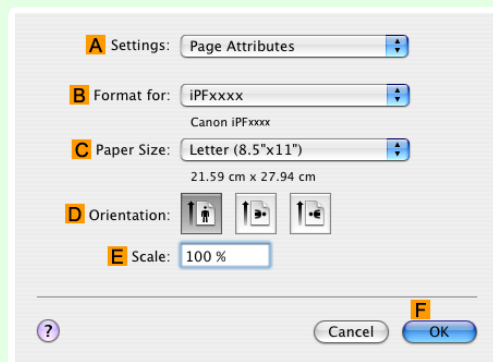 A Settings: Page Attributes
B Format for: iPFxxxx
Canon iPFxxxx
C Paper Size: Letter (8.5"x11")
21.59 cm x 27.94 cm
D Orientation:
E Scale: 100 %
F
? Cancel OK